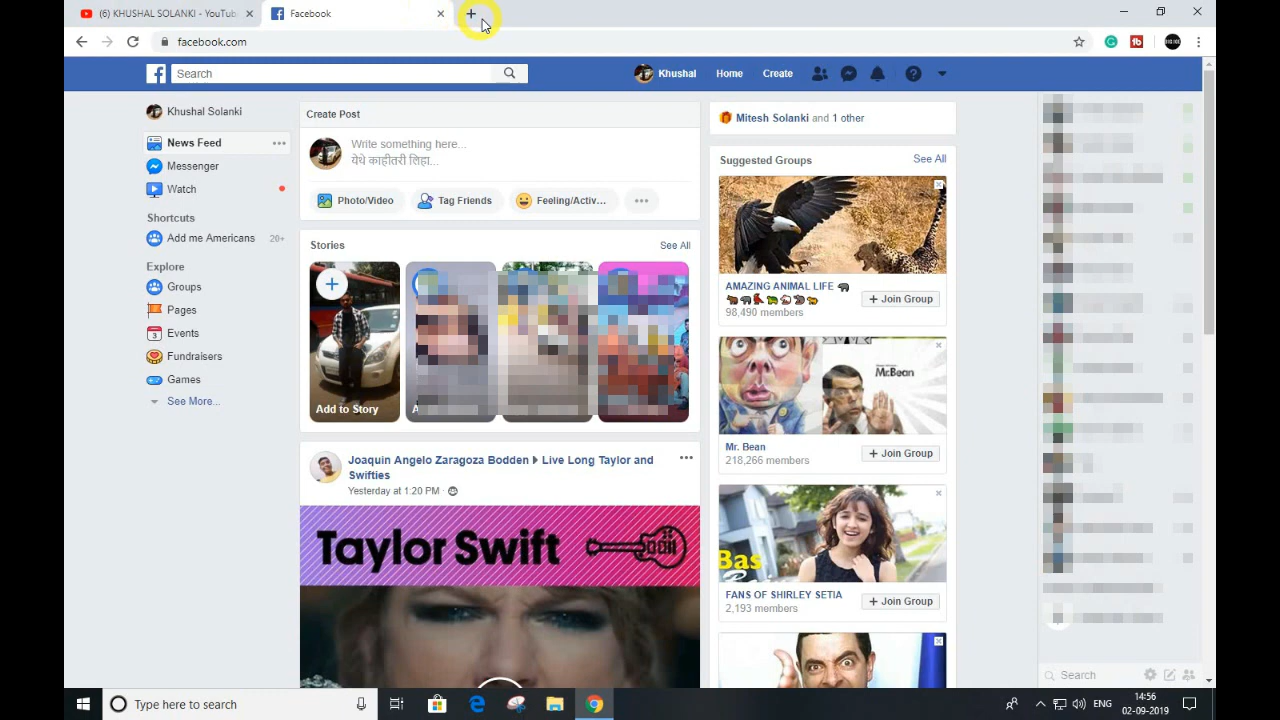 (6) KHUSHAL SOLANKI - YouTub
Facebook
facebook.com
Search
Khushal
Home
Create
Khushal Solanki
News Feed
Messenger
Watch
Shortcuts
Add me Americans 20+
Explore
Groups
Pages
Events
Fundraisers
Games
See More...
Create Post
Write something here...
येथे काहीतरी लिहा...
Photo/Video
Tag Friends
Feeling/Activ...
Stories
See All
Add to Story
Joaquin Angelo Zaragoza Bodden Live Long Taylor and
Swifties
Yesterday at 1:20 PM ·
Taylor Swift
Mitesh Solanki and 1 other
Suggested Groups
See All
AMAZING ANIMAL LIFE
98,490 members
+ Join Group
Mr.Bean
Mr. Bean
218,266 members
+ Join Group
Bas
FANS OF SHIRLEY SETIA
2,193 members
+ Join Group
Search
Type here to search
ENG
14:56
02-09-2019